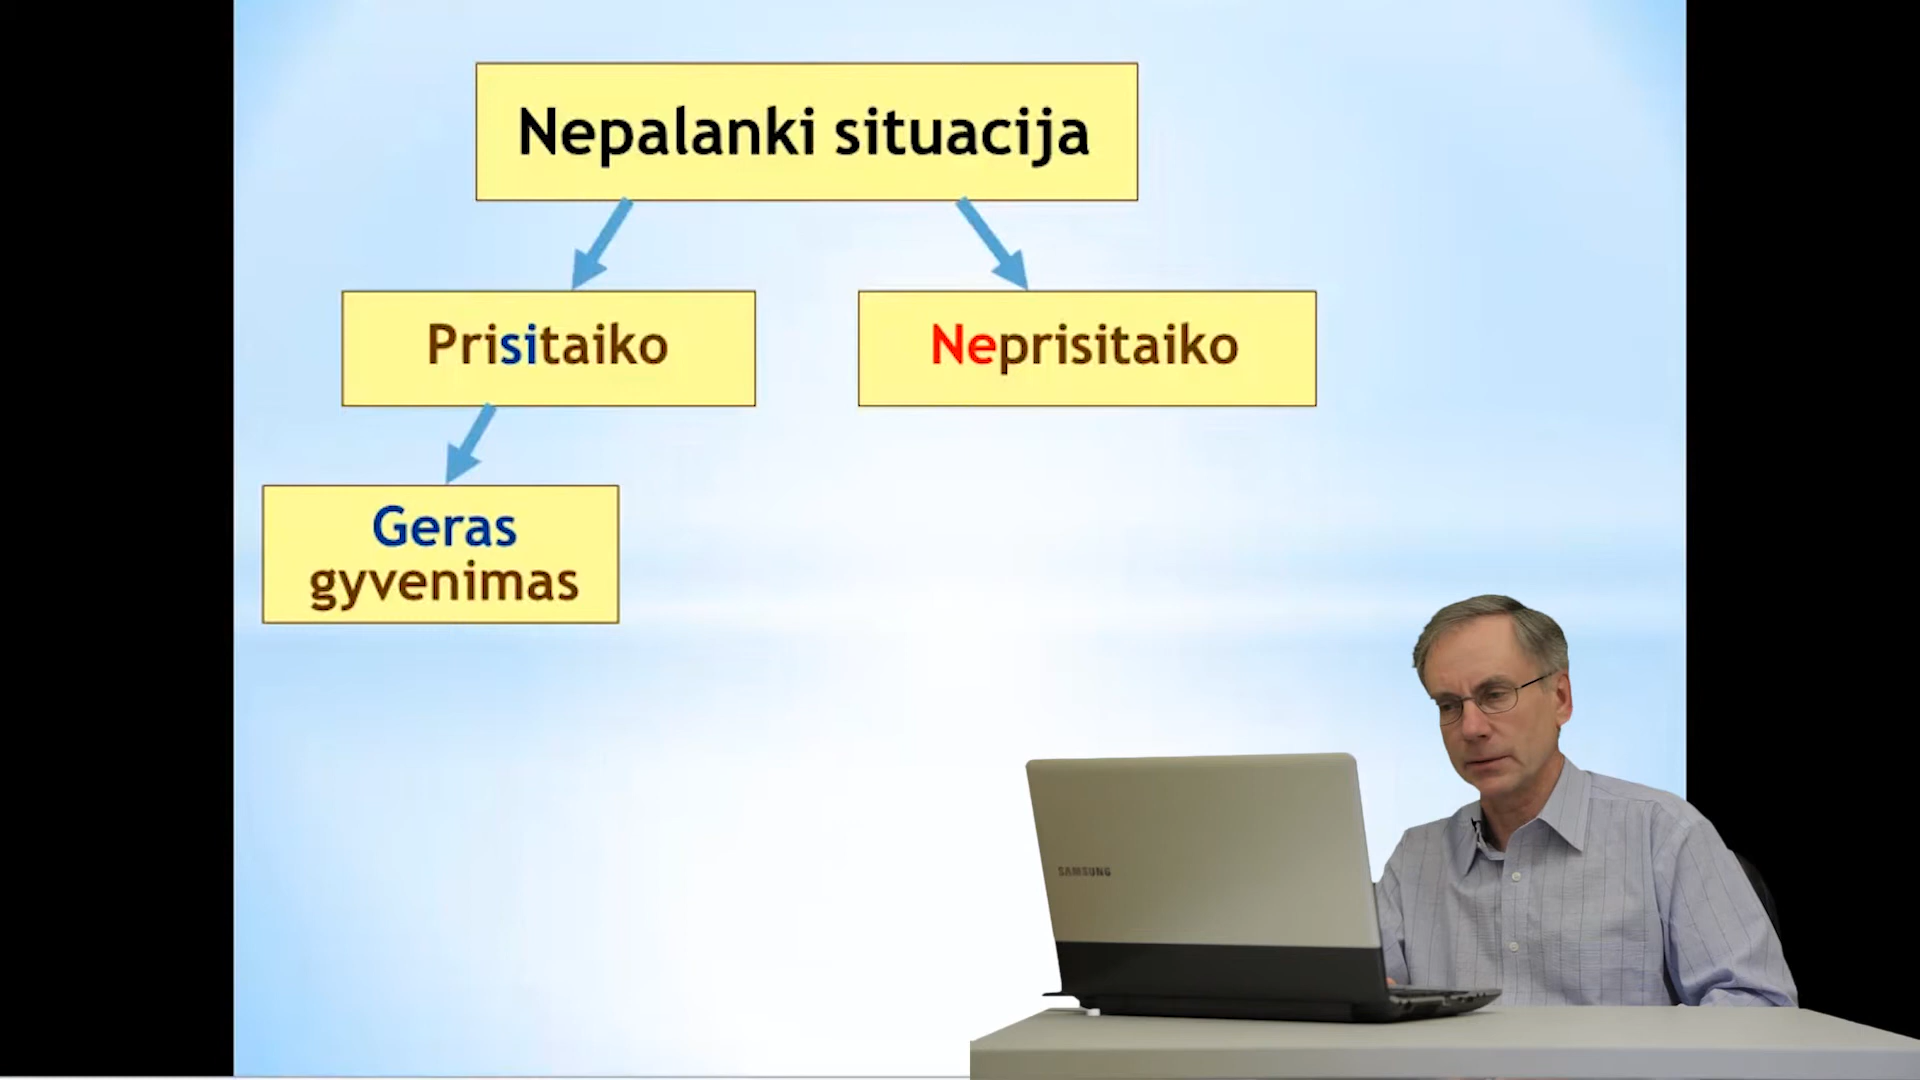 Nepalanki situacija
Prisitaiko
Neprisitaiko
Geras
gyvenimas
SAMSUNG